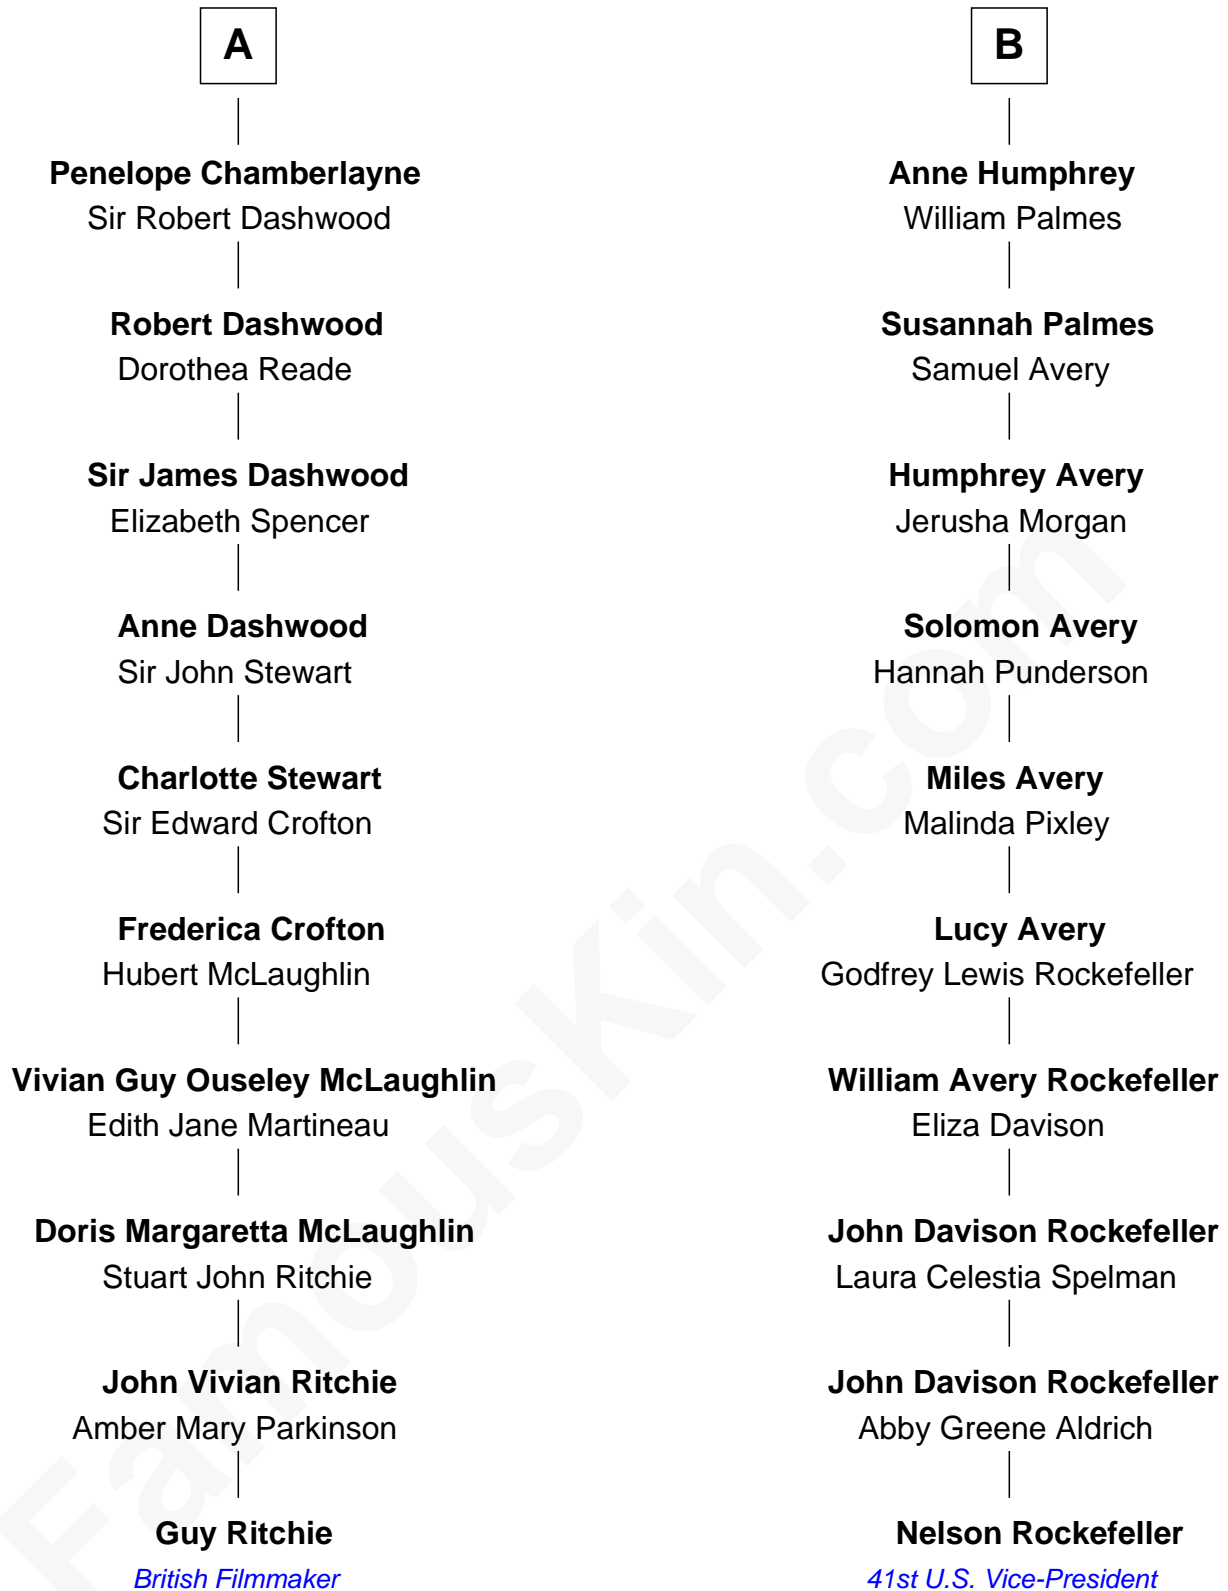 A
Penelope Chamberlayne
Sir Robert Dashwood
Robert Dashwood
Dorothea Reade
Sir James Dashwood
Elizabeth Spencer
Anne Dashwood
Sir John Stewart
Charlotte Stewart
Sir Edward Crofton
Frederica Crofton
Hubert McLaughlin
Vivian Guy Ouseley McLaughlin
Edith Jane Martineau
Doris Margaretta McLaughlin
Stuart John Ritchie
John Vivian Ritchie
Amber Mary Parkinson
Guy Ritchie
British Filmmaker
B
Anne Humphrey
William Palmes
Susannah Palmes
Samuel Avery
Humphrey Avery
Jerusha Morgan
Solomon Avery
Hannah Punderson
Miles Avery
Malinda Pixley
Lucy Avery
Godfrey Lewis Rockefeller
William Avery Rockefeller
Eliza Davison
John Davison Rockefeller
Laura Celestia Spelman
John Davison Rockefeller
Abby Greene Aldrich
Nelson Rockefeller
41st U.S. Vice-President
FamousKin.com